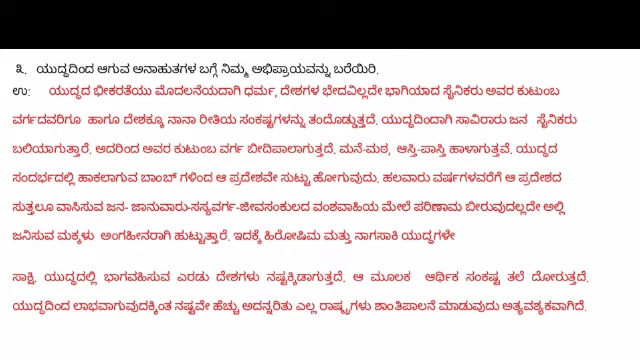 ೩. ಯುದ್ಧದಿಂದ ಆಗುವ ಅನಾಹುತಗಳ ಬಗ್ಗೆ ನಿಮ್ಮ ಅಭಿಪ್ರಾಯವನ್ನು ಬರೆಯಿರಿ.
ಉ: ಯುದ್ಧದ ಭೀಕರತೆಯು ಮೊದಲನೆಯದಾಗಿ ಧರ್ಮ, ದೇಶಗಳ ಭೇದವಿಲ್ಲದೇ ಭಾಗಿಯಾದ ಸೈನಿಕರು ಅವರ ಕುಟುಂಬ
ವರ್ಗದವರಿಗೂ ಹಾಗೂ ದೇಶಕ್ಕೂ ನಾನಾ ರೀತಿಯ ಸಂಕಷ್ಟಗಳನ್ನು ತಂದೊಡ್ಡುತ್ತದೆ. ಯುದ್ಧದಿಂದಾಗಿ ಸಾವಿರಾರು ಜನ ಸೈನಿಕರು
ಬಲಿಯಾಗುತ್ತಾರೆ. ಅದರಿಂದ ಅವರ ಕುಟುಂಬ ವರ್ಗ ಬೀದಿಪಾಲಾಗುತ್ತದೆ. ಮನೆ-ಮಠ, ಆಸ್ತಿ-ಪಾಸ್ತಿ ಹಾಳಾಗುತ್ತವೆ. ಯುದ್ಧದ
ಸಂದರ್ಭದಲ್ಲಿ ಹಾಕಲಾಗುವ ಬಾಂಬ್ ಗಳಿಂದ ಆ ಪ್ರದೇಶವೇ ಸುಟ್ಟು ಹೋಗುವುದು. ಹಲವಾರು ವರ್ಷಗಳವರೆಗೆ ಆ ಪ್ರದೇಶದ
ಸುತ್ತಲೂ ವಾಸಿಸುವ ಜನ- ಜಾನುವಾರು-ಸಸ್ಯವರ್ಗ-ಜೀವಸಂಕುಲದ ವಂಶವಾಹಿಯ ಮೇಲೆ ಪರಿಣಾಮ ಬೀರುವುದಲ್ಲದೇ ಅಲ್ಲಿ
ಜನಿಸುವ ಮಕ್ಕಳು ಅಂಗಹೀನರಾಗಿ ಹುಟ್ಟುತ್ತಾರೆ. ಇದಕ್ಕೆ ಹಿರೋಷಿಮ ಮತ್ತು ನಾಗಸಾಕಿ ಯುದ್ಧಗಳೇ
ಸಾಕ್ಷಿ. ಯುದ್ಧದಲ್ಲಿ ಭಾಗವಹಿಸುವ ಎರಡು ದೇಶಗಳು ನಷ್ಟಕ್ಕಿಡಾಗುತ್ತದೆ. ಆ ಮೂಲಕ ಆರ್ಥಿಕ ಸಂಕಷ್ಟ ತಲೆ ದೋರುತ್ತದೆ.
ಯುದ್ಧದಿಂದ ಲಾಭವಾಗುವುದಕ್ಕಿಂತ ನಷ್ಟವೇ ಹೆಚ್ಚು ಅದನ್ನರಿತು ಎಲ್ಲ ರಾಷ್ಟ್ರಗಳು ಶಾಂತಿಪಾಲನೆ ಮಾಡುವುದು ಅತ್ಯವಶ್ಯಕವಾಗಿದೆ.